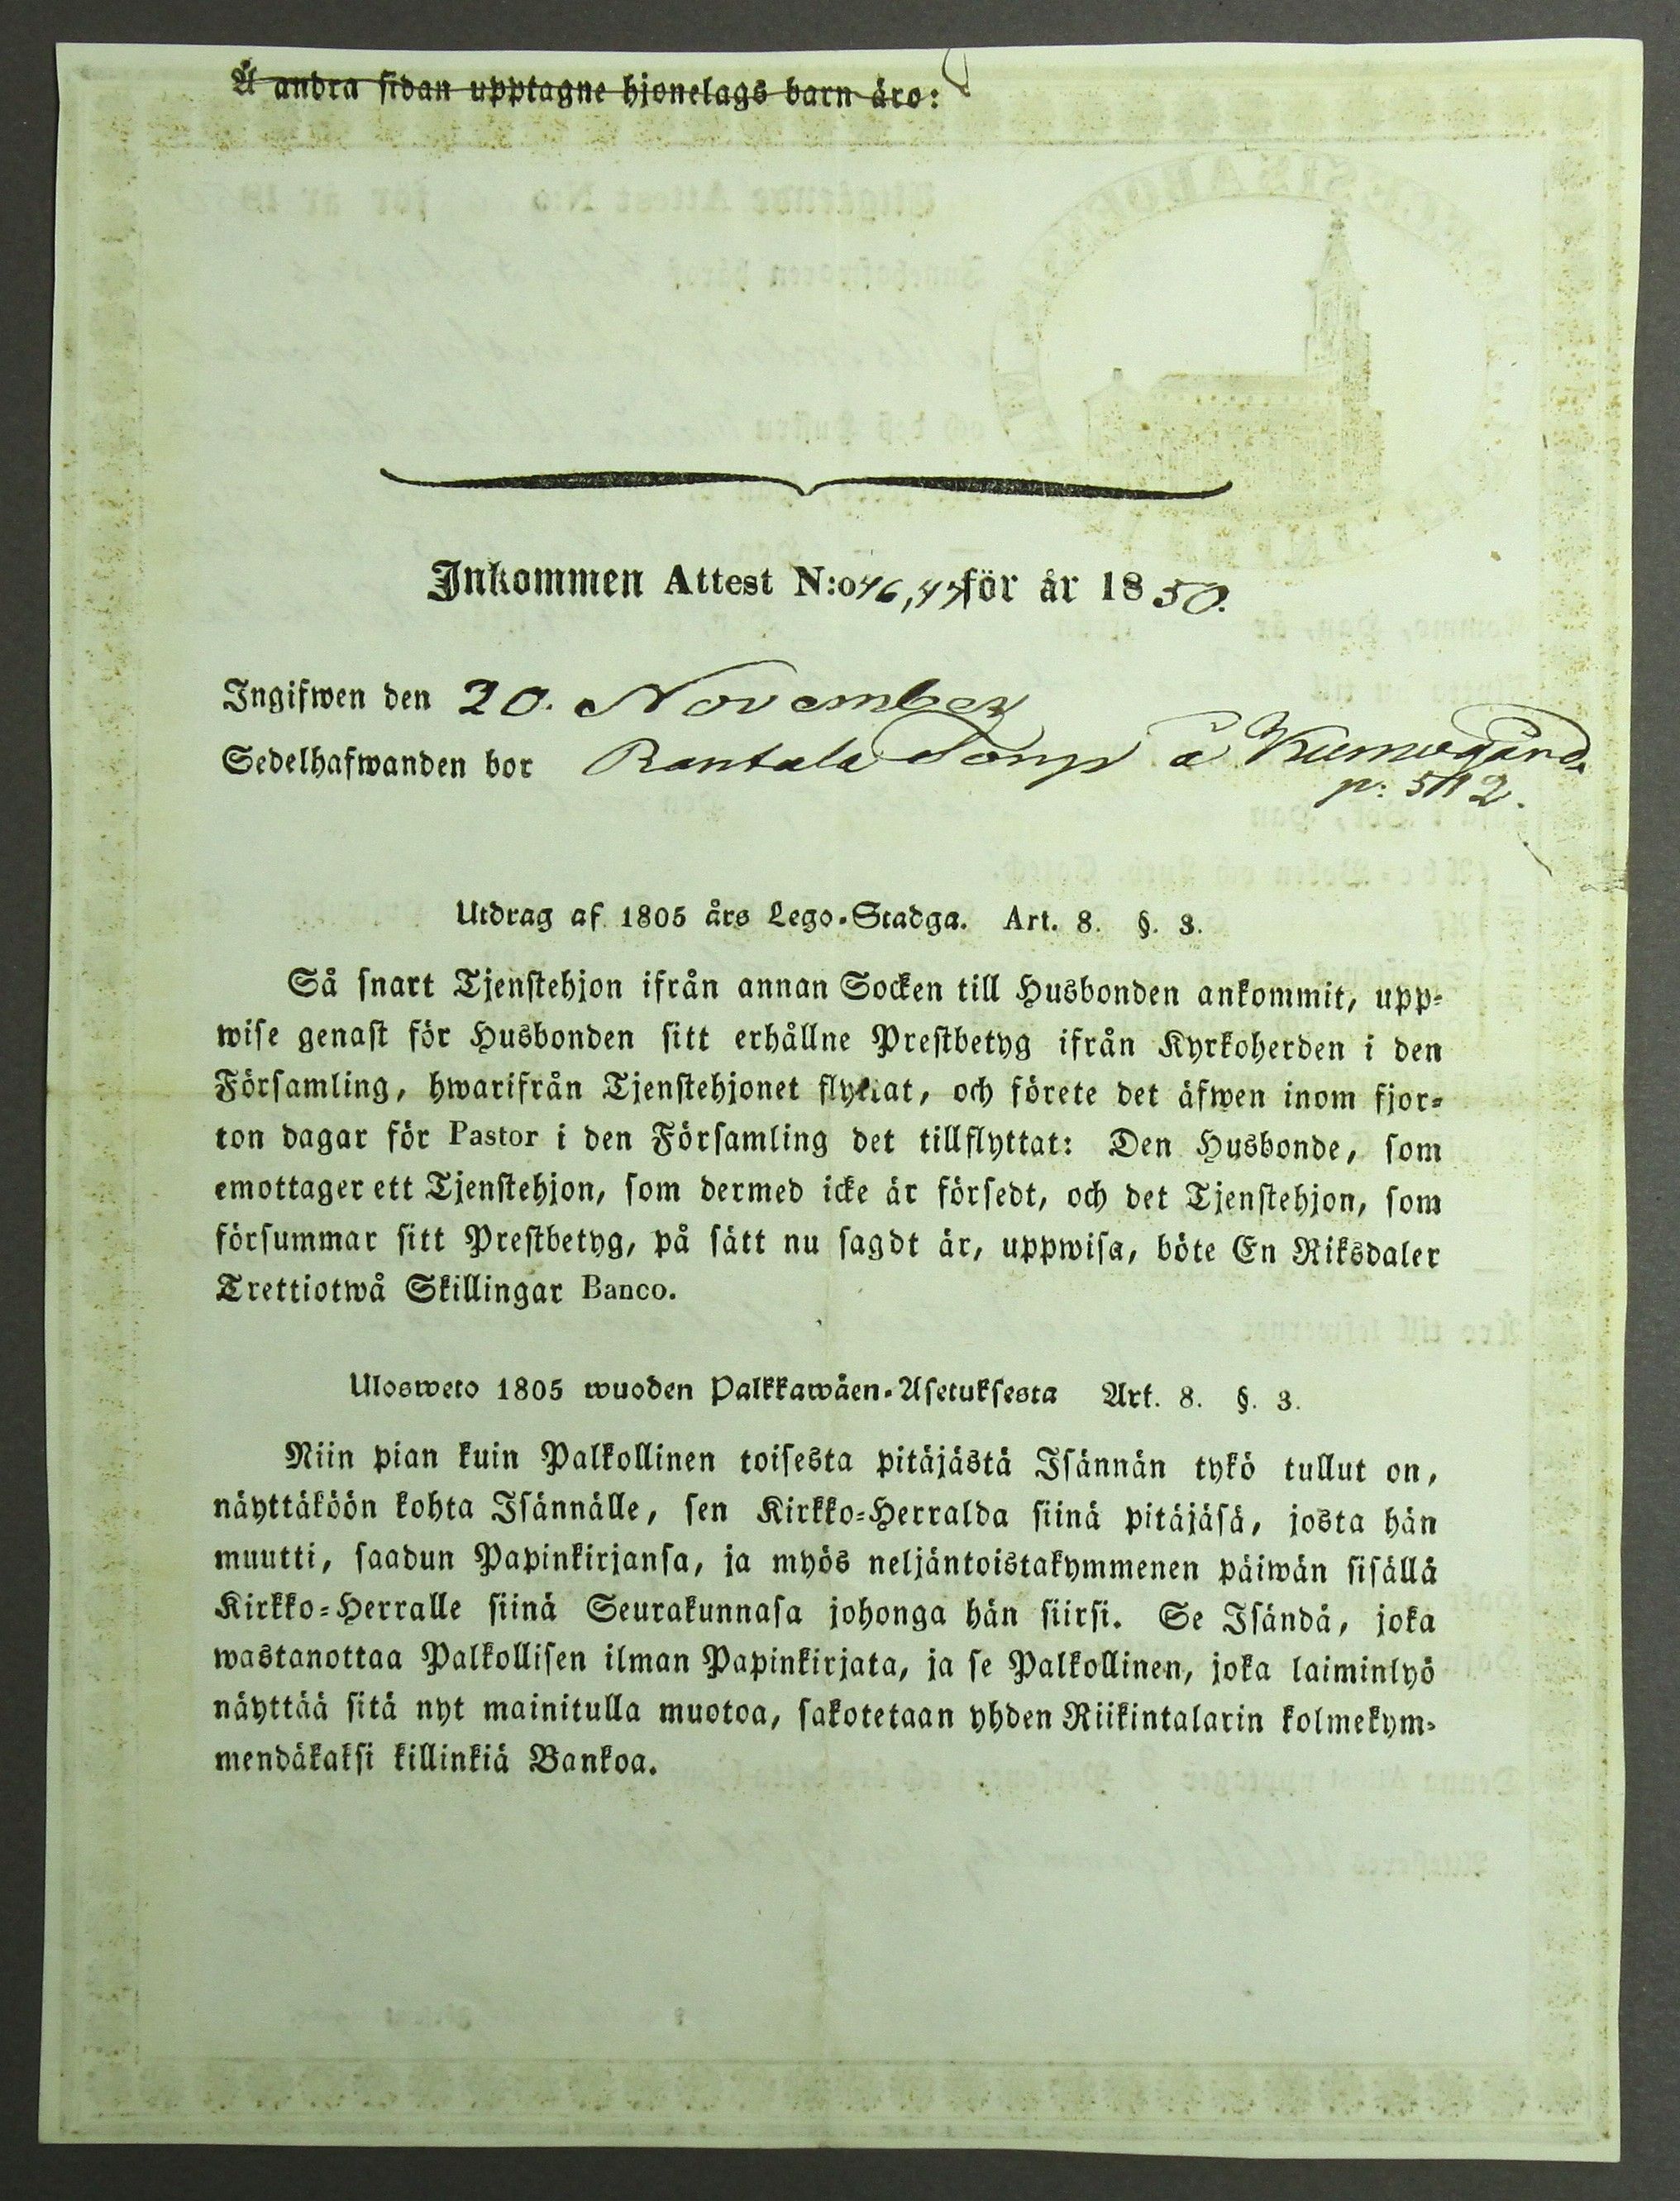 Å andra sidan upptagne hjonelags barn äro:
Inkommen Attest N:o 46,47 för år 1850.
Ingifwen den 20. November
Sedelhafwanden bor Rantala Torp å Kumogård.
p: 512.
Utdrag af 1805 års Lego-Stadga. Art. 8. §. 3.
Så snart Tjenstehjon ifrån annan Socken till Husbonden ankommit, upp-
wise genast för Husbonden sitt erhållne Prestbetyg ifrån Kyrkoherden i den
Församling, hwarifrån Tjenstehjonet flyttat, och förete det äfwen inom fjor-
ton dagar för Pastor i den Församling det tillflyttat: Den Husbonde, som
emottager ett Tjenstehjon, som dermed icke är försedt, och det Tjenstehjon, som
försummar sitt Prestbetyg, på sätt nu sagdt är, uppwisa, böte En Riksdaler
Trettiotwå Skillingar Banco.
Ulosweto 1805 wuoden Palkkawäen-Asetuksesta Art. 8. §. 3.
Niin pian kuin Palkollinen toisesta pitäjästä Isännän tykö tullut on,
näyttäköön kohta Isännälle, sen Kirkko-Herralda siinä pitäjäsä, josta hän
muutti, saadun Papinkirjansa, ja myös neljäntoistakymmenen päiwän sisällä
Kirkko-Herralle siinä Seurakunnasa johonga hän siirsi. Se Isändä, joka
wastanottaa Palkollisen ilman Papinkirjata, ja se Palkollinen, joka laiminlyö
näyttää sitä nyt mainitulla muotoa, sakotetaan yhden Riikintalarin kolmekym-
mendäkaksi killinkiä Bankoa.